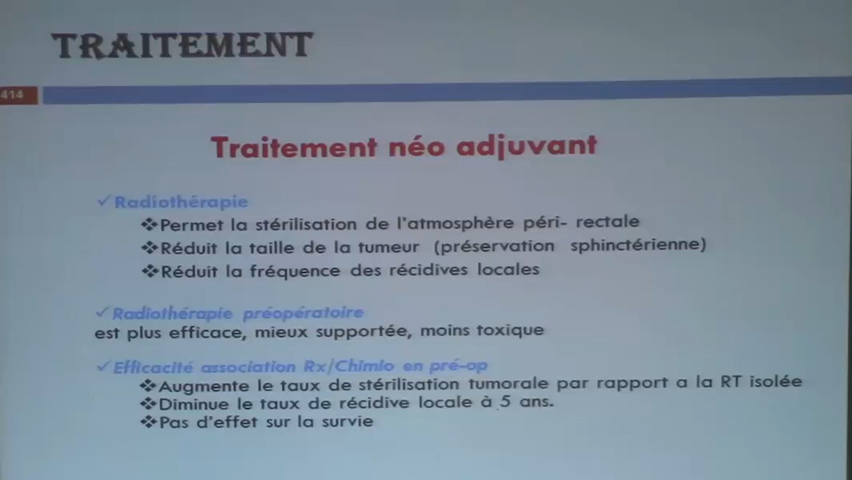 TRAITEMENT
414
Traitement néo adjuvant
✓Radiothérapie
❖Permet la stérilisation de l'atmosphère péri- rectale
❖Réduit la taille de la tumeur (préservation sphinctérienne)
❖Réduit la fréquence des récidives locales
✓Radiothérapie préopératoire
est plus efficace, mieux supportée, moins toxique
✓Efficacité association Rx/Chimio en pré-op
❖Augmente le taux de stérilisation tumorale par rapport a la RT isolée
❖Diminue le taux de récidive locale à 5 ans.
❖Pas d'effet sur la survie